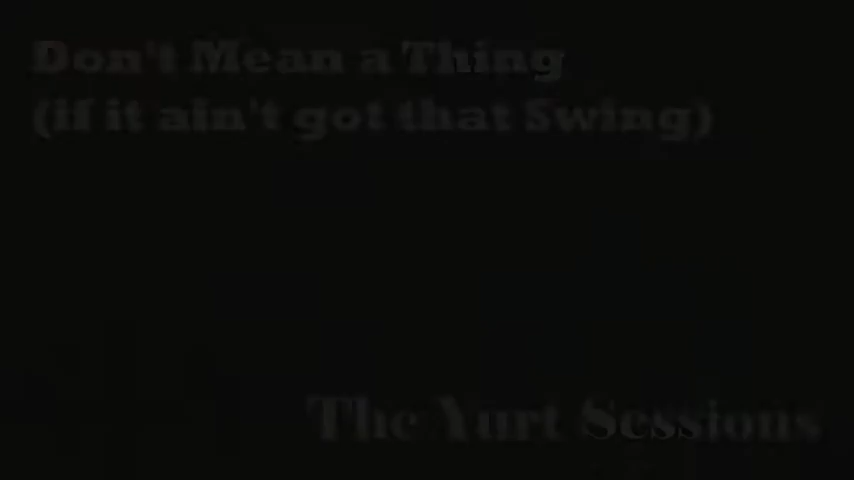 Don't Mean a Thing
(if it ain't got that Swing)
The Yurt Sessions